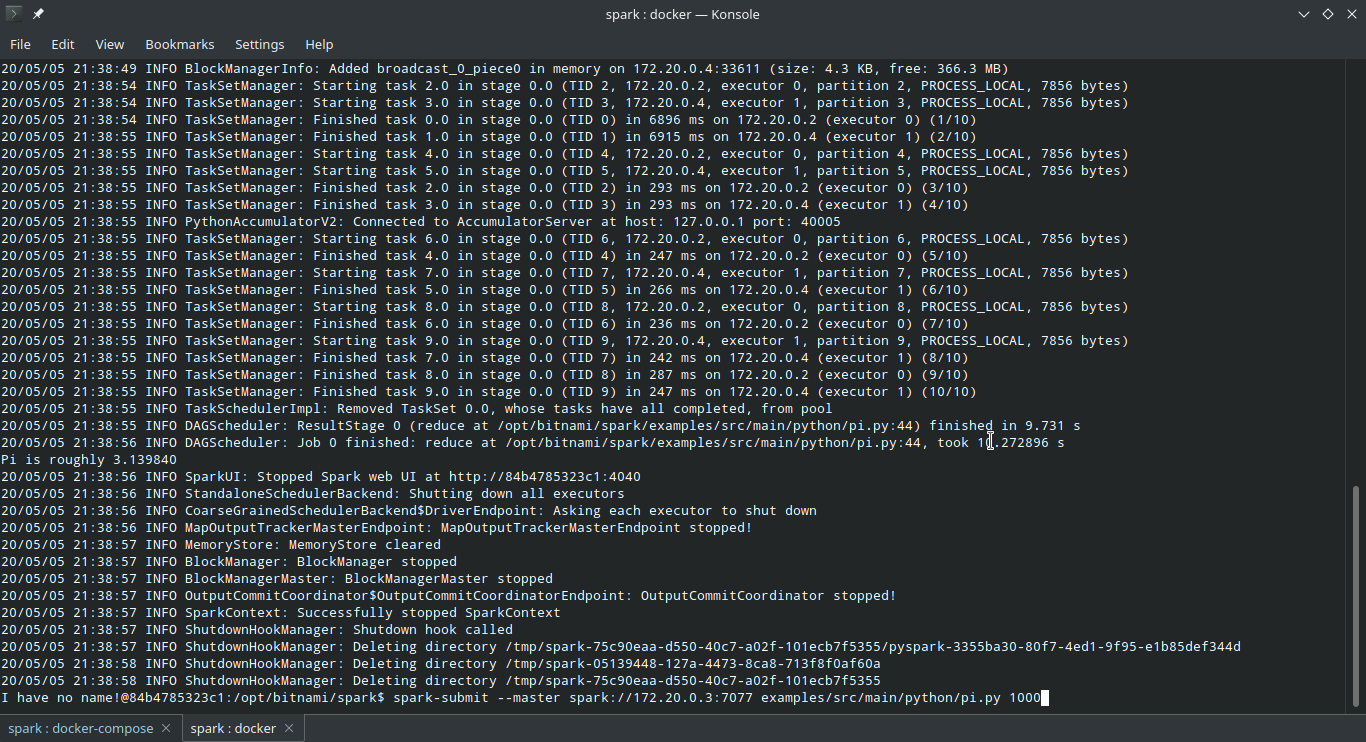 spark : docker — Konsole
File Edit View Bookmarks Settings Help
20/05/05 21:38:49 INFO BlockManagerInfo: Added broadcast_0_piece0 in memory on 172.20.0.4:33611 (size: 4.3 KB, free: 366.3 MB)
20/05/05 21:38:54 INFO TaskSetManager: Starting task 2.0 in stage 0.0 (TID 2, 172.20.0.2, executor 0, partition 2, PROCESS_LOCAL, 7856 bytes)
20/05/05 21:38:54 INFO TaskSetManager: Starting task 3.0 in stage 0.0 (TID 3, 172.20.0.4, executor 1, partition 3, PROCESS_LOCAL, 7856 bytes)
20/05/05 21:38:54 INFO TaskSetManager: Finished task 0.0 in stage 0.0 (TID 0) in 6896 ms on 172.20.0.2 (executor 0) (1/10)
20/05/05 21:38:55 INFO TaskSetManager: Finished task 1.0 in stage 0.0 (TID 1) in 6915 ms on 172.20.0.4 (executor 1) (2/10)
20/05/05 21:38:55 INFO TaskSetManager: Starting task 4.0 in stage 0.0 (TID 4, 172.20.0.2, executor 0, partition 4, PROCESS_LOCAL, 7856 bytes)
20/05/05 21:38:55 INFO TaskSetManager: Starting task 5.0 in stage 0.0 (TID 5, 172.20.0.4, executor 1, partition 5, PROCESS_LOCAL, 7856 bytes)
20/05/05 21:38:55 INFO TaskSetManager: Finished task 2.0 in stage 0.0 (TID 2) in 293 ms on 172.20.0.2 (executor 0) (3/10)
20/05/05 21:38:55 INFO TaskSetManager: Finished task 3.0 in stage 0.0 (TID 3) in 293 ms on 172.20.0.4 (executor 1) (4/10)
20/05/05 21:38:55 INFO PythonAccumulatorV2: Connected to AccumulatorServer at host: 127.0.0.1 port: 40005
20/05/05 21:38:55 INFO TaskSetManager: Starting task 6.0 in stage 0.0 (TID 6, 172.20.0.2, executor 0, partition 6, PROCESS_LOCAL, 7856 bytes)
20/05/05 21:38:55 INFO TaskSetManager: Finished task 4.0 in stage 0.0 (TID 4) in 247 ms on 172.20.0.2 (executor 0) (5/10)
20/05/05 21:38:55 INFO TaskSetManager: Starting task 7.0 in stage 0.0 (TID 7, 172.20.0.4, executor 1, partition 7, PROCESS_LOCAL, 7856 bytes)
20/05/05 21:38:55 INFO TaskSetManager: Finished task 5.0 in stage 0.0 (TID 5) in 266 ms on 172.20.0.4 (executor 1) (6/10)
20/05/05 21:38:55 INFO TaskSetManager: Starting task 8.0 in stage 0.0 (TID 8, 172.20.0.2, executor 0, partition 8, PROCESS_LOCAL, 7856 bytes)
20/05/05 21:38:55 INFO TaskSetManager: Finished task 6.0 in stage 0.0 (TID 6) in 236 ms on 172.20.0.2 (executor 0) (7/10)
20/05/05 21:38:55 INFO TaskSetManager: Starting task 9.0 in stage 0.0 (TID 9, 172.20.0.4, executor 1, partition 9, PROCESS_LOCAL, 7856 bytes)
20/05/05 21:38:55 INFO TaskSetManager: Finished task 7.0 in stage 0.0 (TID 7) in 242 ms on 172.20.0.4 (executor 1) (8/10)
20/05/05 21:38:55 INFO TaskSetManager: Finished task 8.0 in stage 0.0 (TID 8) in 287 ms on 172.20.0.2 (executor 0) (9/10)
20/05/05 21:38:55 INFO TaskSetManager: Finished task 9.0 in stage 0.0 (TID 9) in 247 ms on 172.20.0.4 (executor 1) (10/10)
20/05/05 21:38:55 INFO TaskSchedulerImpl: Removed TaskSet 0.0, whose tasks have all completed, from pool
20/05/05 21:38:55 INFO DAGScheduler: ResultStage 0 (reduce at /opt/bitnami/spark/examples/src/main/python/pi.py:44) finished in 9.731 s
20/05/05 21:38:56 INFO DAGScheduler: Job 0 finished: reduce at /opt/bitnami/spark/examples/src/main/python/pi.py:44, took s
Pi is roughly 3.139840
20/05/05 21:38:56 INFO SparkUI: Stopped Spark web UI at http://84b4785323c1:4040
20/05/05 21:38:56 INFO StandaloneSchedulerBackend: Shutting down all executors
20/05/05 21:38:56 INFO CoarseGrainedSchedulerBackend$DriverEndpoint: Asking each executor to shut down
20/05/05 21:38:56 INFO MapOutputTrackerMasterEndpoint: MapOutputTrackerMasterEndpoint stopped!
20/05/05 21:38:57 INFO MemoryStore: MemoryStore cleared
20/05/05 21:38:57 INFO BlockManager: BlockManager stopped
20/05/05 21:38:57 INFO BlockManagerMaster: BlockManagerMaster stopped
20/05/05 21:38:57 INFO OutputCommitCoordinator$OutputCommitCoordinatorEndpoint: OutputCommitCoordinator stopped!
20/05/05 21:38:57 INFO SparkContext: Successfully stopped SparkContext
20/05/05 21:38:57 INFO ShutdownHookManager: Shutdown hook called
20/05/05 21:38:57 INFO ShutdownHookManager: Deleting directory /tmp/spark-75c90eaa-d550-40c7-a02f-101ecb7f5355/pyspark-3355ba30-80f7-4ed1-9f95-e1b85def344d
20/05/05 21:38:58 INFO ShutdownHookManager: Deleting directory /tmp/spark-05139448-127a-4473-8ca8-713f8f0af60a
20/05/05 21:38:58 INFO ShutdownHookManager: Deleting directory /tmp/spark-75c90eaa-d550-40c7-a02f-101ecb7f5355
I have no name!@84b4785323c1:/opt/bitnami/spark$ spark-submit --master spark://172.20.0.3:7077 examples/src/main/python/pi.py 1000
spark : docker-compose spark : docker